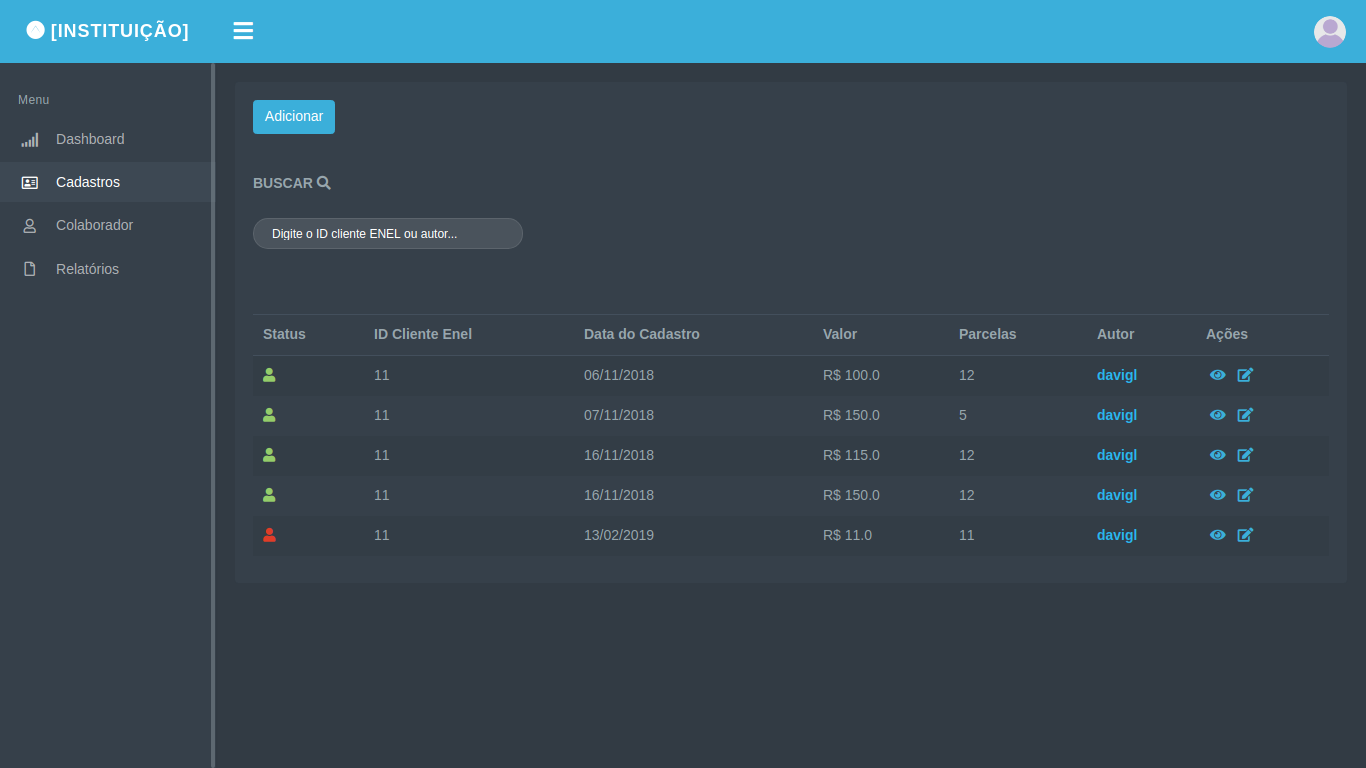 [INSTITUIÇÃO]
Menu
Dashboard
Cadastros
Colaborador
Relatórios
Adicionar
BUSCAR
Digite o ID cliente ENEL ou autor...
Status ID Cliente Enel Data do Cadastro Valor Parcelas Autor Ações
11 06/11/2018 R$ 100.0 12 davigl
11 07/11/2018 R$ 150.0 5 davigl
11 16/11/2018 R$ 115.0 12 davigl
11 16/11/2018 R$ 150.0 12 davigl
11 13/02/2019 R$ 11.0 11 davigl